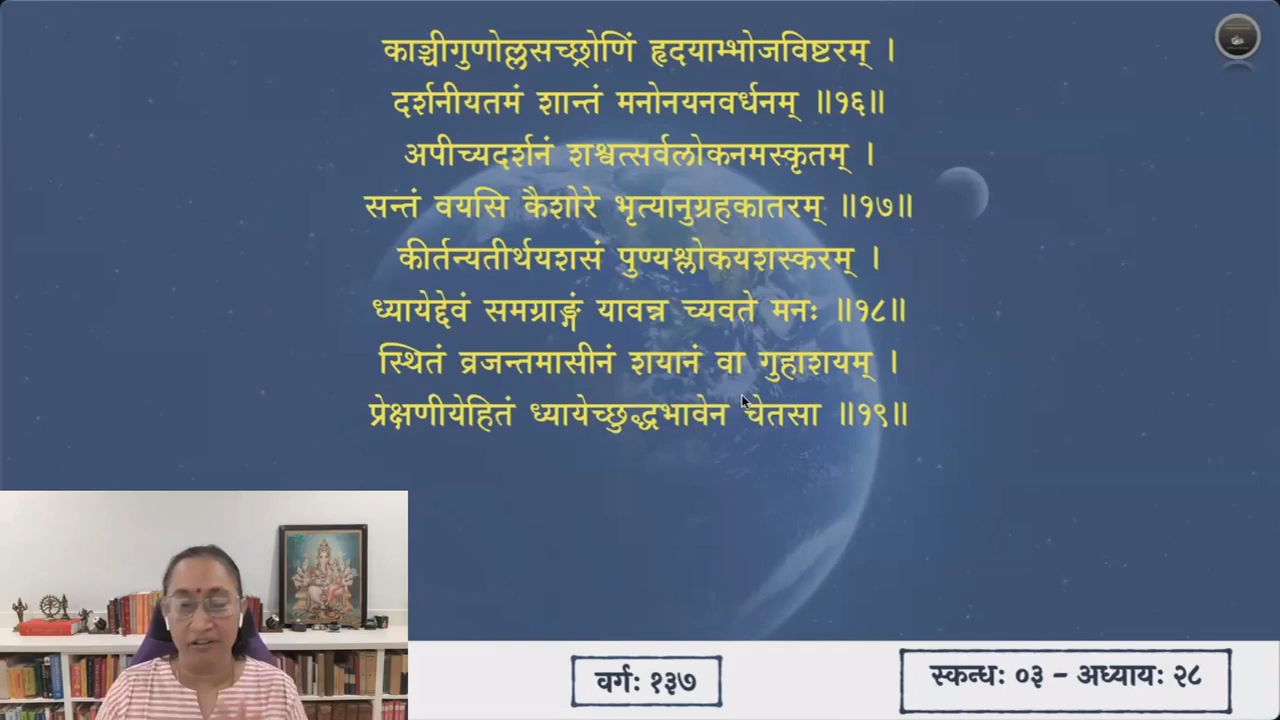 काञ्चीगुणोल्लसच्छ्रोणिं हृदयाम्भोजविष्टरम् ।
दर्शनीयतमं शान्तं मनोनयनवर्धनम् ॥१६॥
अपीच्यदर्शनं शश्वत्सर्वलोकनमस्कृतम् ।
सन्तं वयसि कैशोरे भृत्यानुग्रहकातरम् ॥१७॥
कीर्तन्यतीर्थयशसं पुण्यश्लोकयशस्करम् ।
ध्यायेद्देवं समग्राङ्गं यावन्न च्यवते मनः ॥१८॥
स्थितं व्रजन्तमासीनं शयानं वा गुहाशयम् ।
प्रेक्षणीयेहितं ध्यायेच्छुद्धभावेन चेतसा ॥१९॥
वर्गः १३७
स्कन्धः ०३ - अध्यायः २८